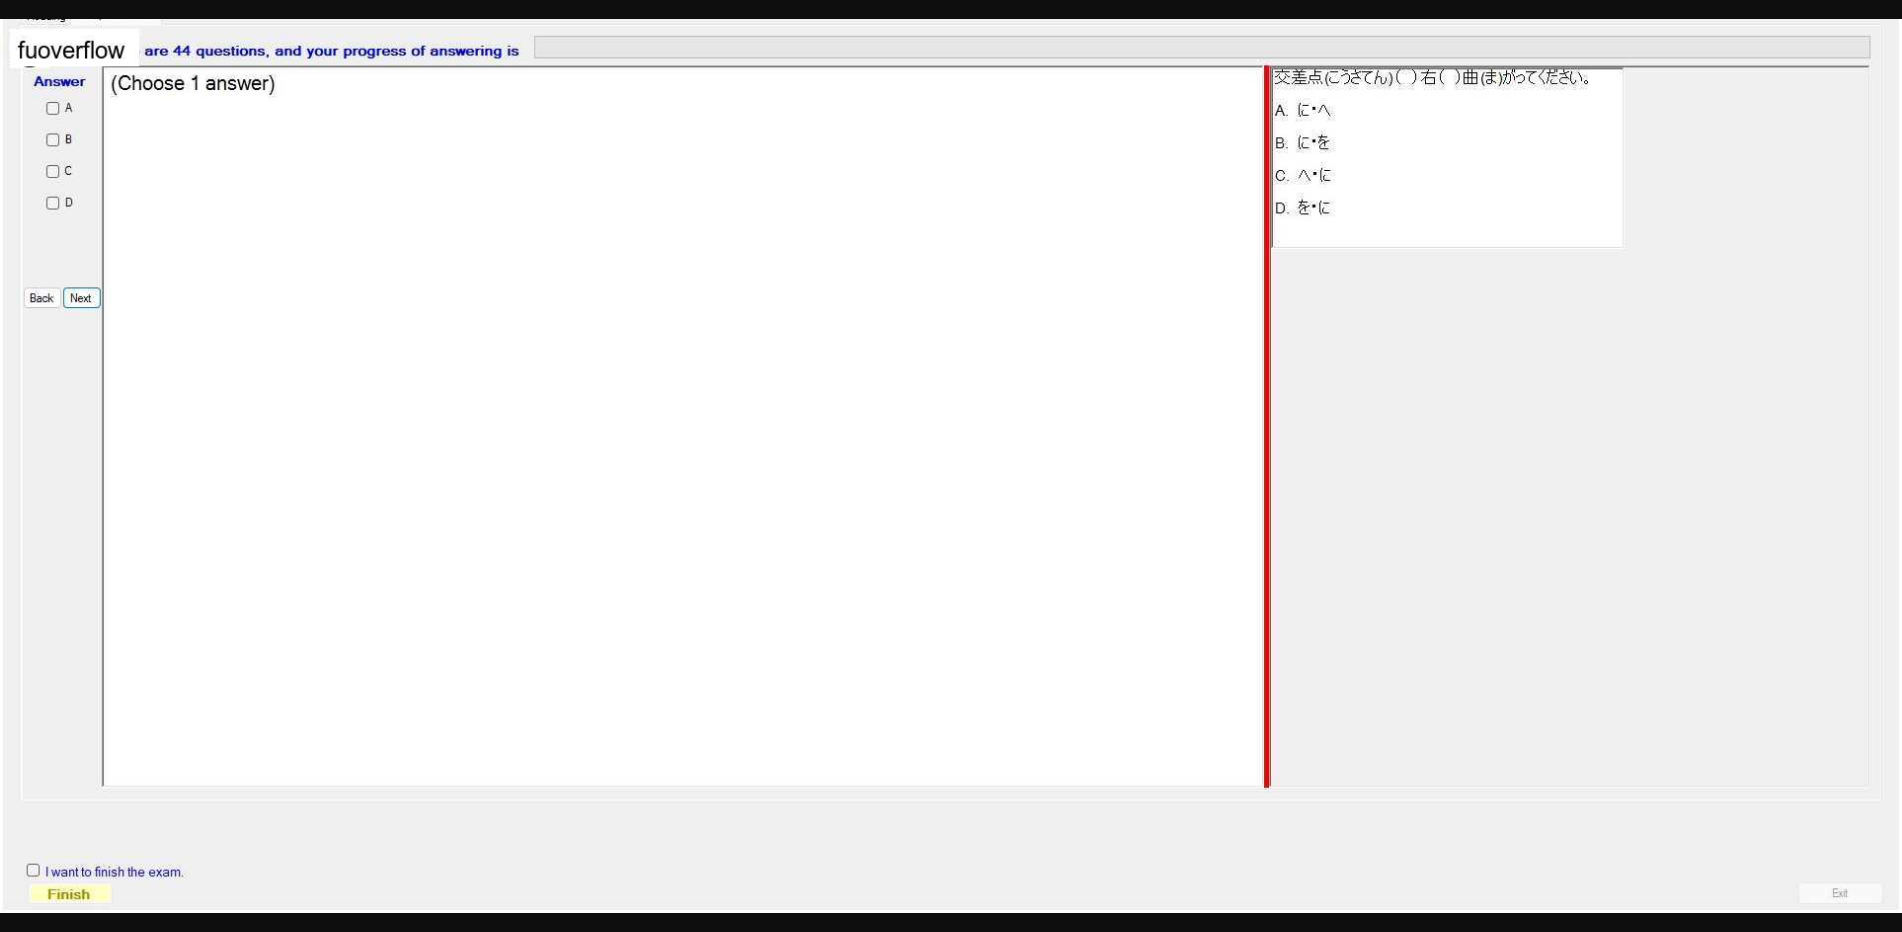 fuoverflow are 44 questions, and your progress of answering is
Answer
(Choose 1 answer)
A
B
C
D
Back Next
交差点(こうさてん)( )右( )曲(ま)がってください。
A. に・へ
B. に・を
C. へ・に
D. を・に
I want to finish the exam.
Finish
Exit